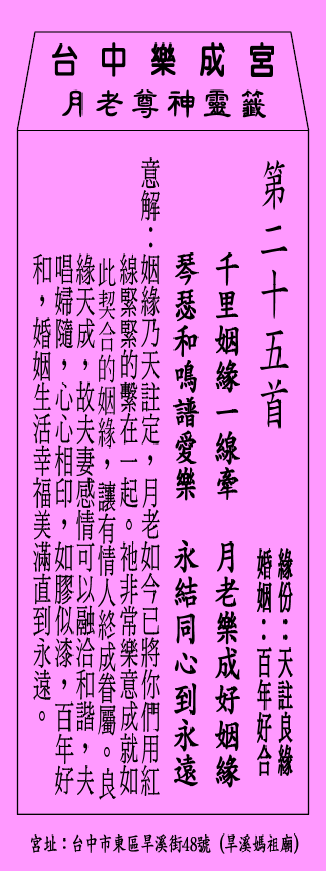 台中樂成宮
月老尊神靈籤
第二十五首
緣份：天註良緣
婚姻：百年好合
千里姻緣一線牽　月老樂成好姻緣
琴瑟和鳴譜愛樂　永結同心到永遠
意解：姻緣乃天註定，月老如今已將你們用紅
線緊緊的繫在一起。祂非常樂意成就如
此契合的姻緣，讓有情人終成眷屬。良
緣天成，故夫妻感情可以融洽和諧，夫
唱婦隨，心心相印，如膠似漆，百年好
和，婚姻生活幸福美滿直到永遠。
宮址：台中市東區旱溪街48號（旱溪媽祖廟）